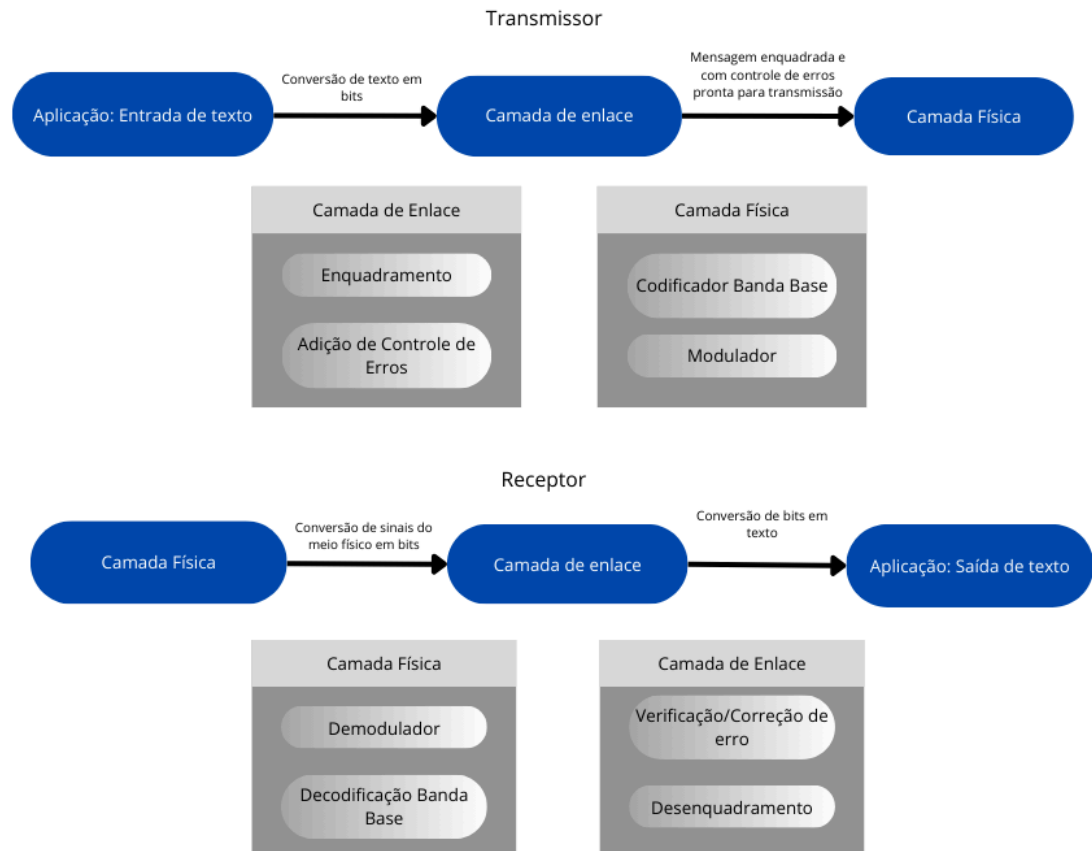 Transmissor
Aplicação: Entrada de texto
Conversão de texto em
bits
Camada de enlace
Mensagem enquadrada e
com controle de erros
pronta para transmissão
Camada Física
Camada de Enlace
Enquadramento
Adição de Controle de
Erros
Camada Física
Codificador Banda Base
Modulador
Receptor
Camada Física
Conversão de sinais do
meio físico em bits
Camada de enlace
Conversão de bits em
texto
Aplicação: Saída de texto
Camada Física
Demodulador
Decodificação Banda
Base
Camada de Enlace
Verificação/Correção de
erro
Desenquadramento